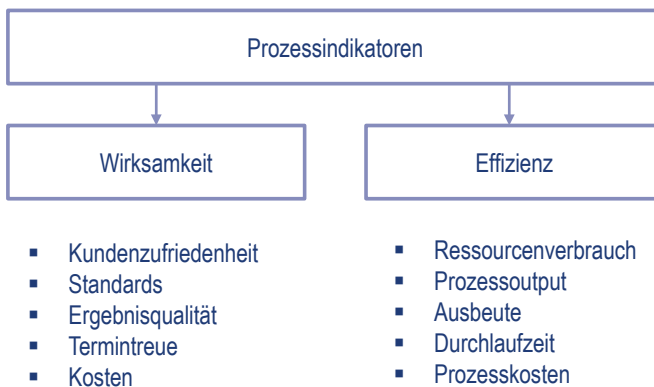 Prozessindikatoren
Wirksamkeit
Effizienz
▪ Kundenzufriedenheit
▪ Standards
▪ Ergebnisqualität
▪ Termintreue
▪ Kosten
▪ Ressourcenverbrauch
▪ Prozessoutput
▪ Ausbeute
▪ Durchlaufzeit
▪ Prozesskosten